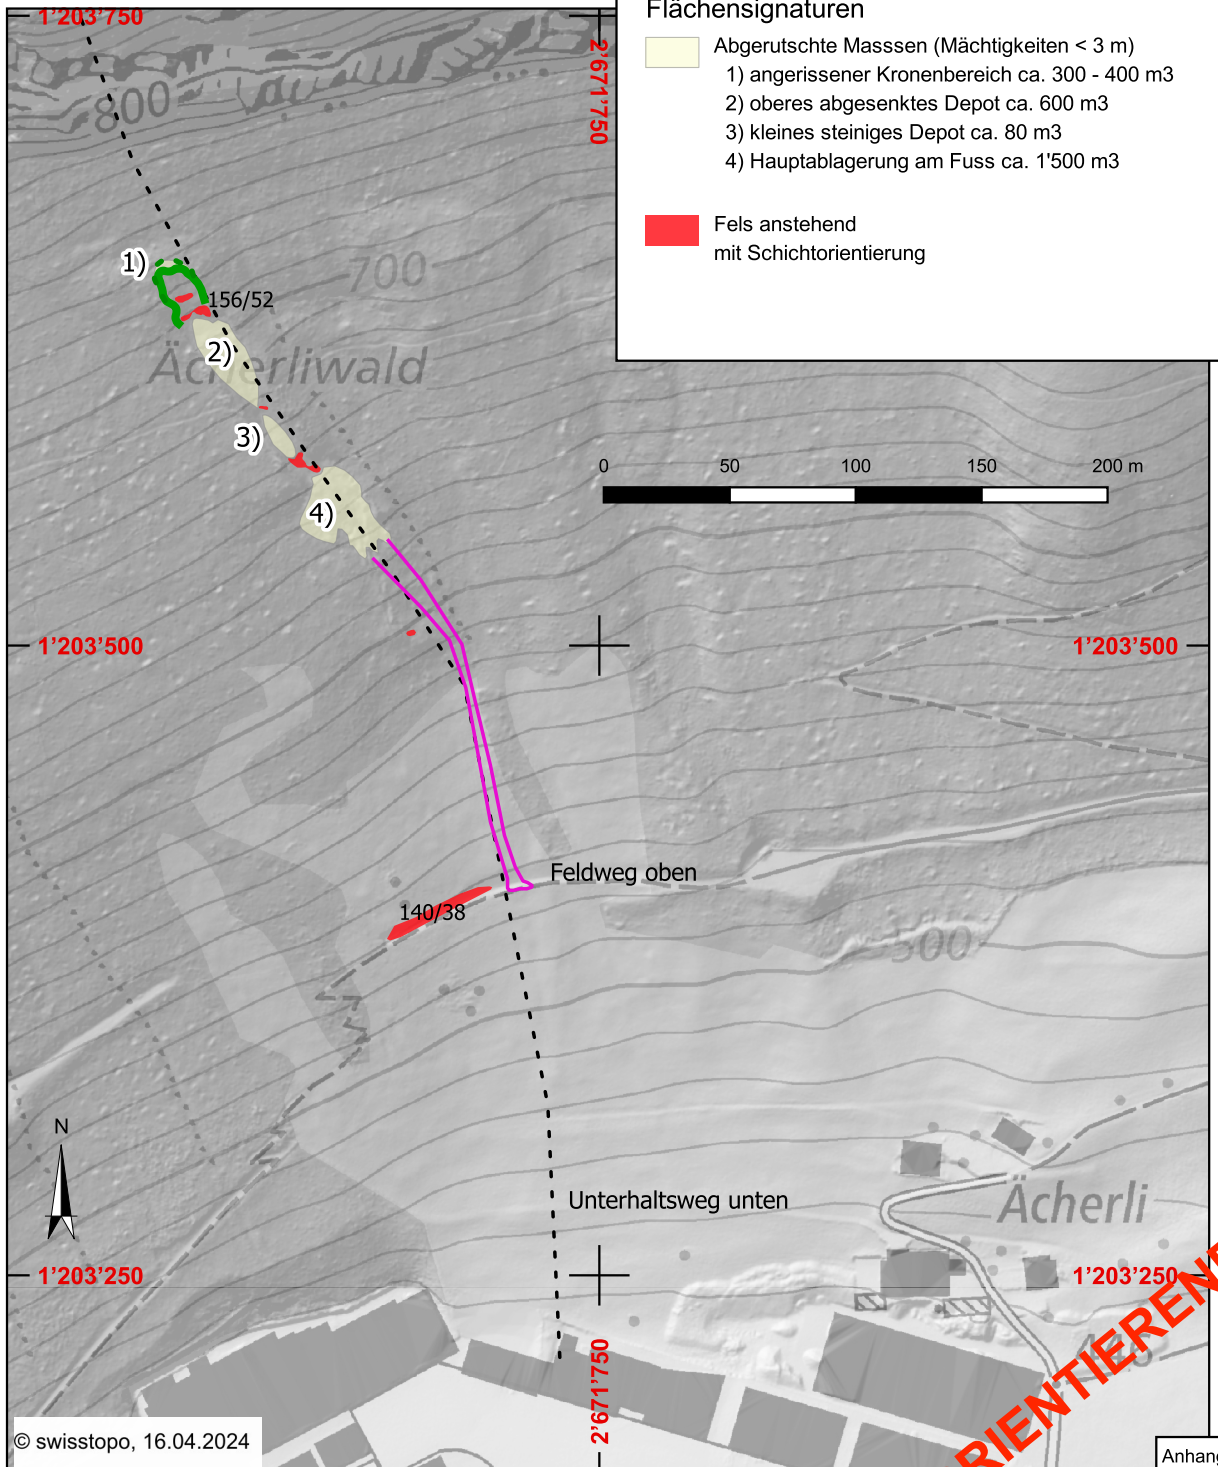 Flächensignaturen
Abgerutschte Masssen (Mächtigkeiten < 3 m)
1) angerissener Kronenbereich ca. 300 - 400 m3
2) oberes abgesenktes Depot ca. 600 m3
3) kleines steiniges Depot ca. 80 m3
4) Hauptablagerung am Fuss ca. 1'500 m3
Fels anstehend
mit Schichtorientierung
1'203'750
2'671'750
800
1)
700
156/52
2)
Ächerliwald
3)
0 50 100 150 200 m
4)
1'203'500
1'203'500
Feldweg oben
140/38
500
N
Unterhaltsweg unten
Ächerli
1'203'250
1'203'250
2'671'750
© swisstopo, 16.04.2024